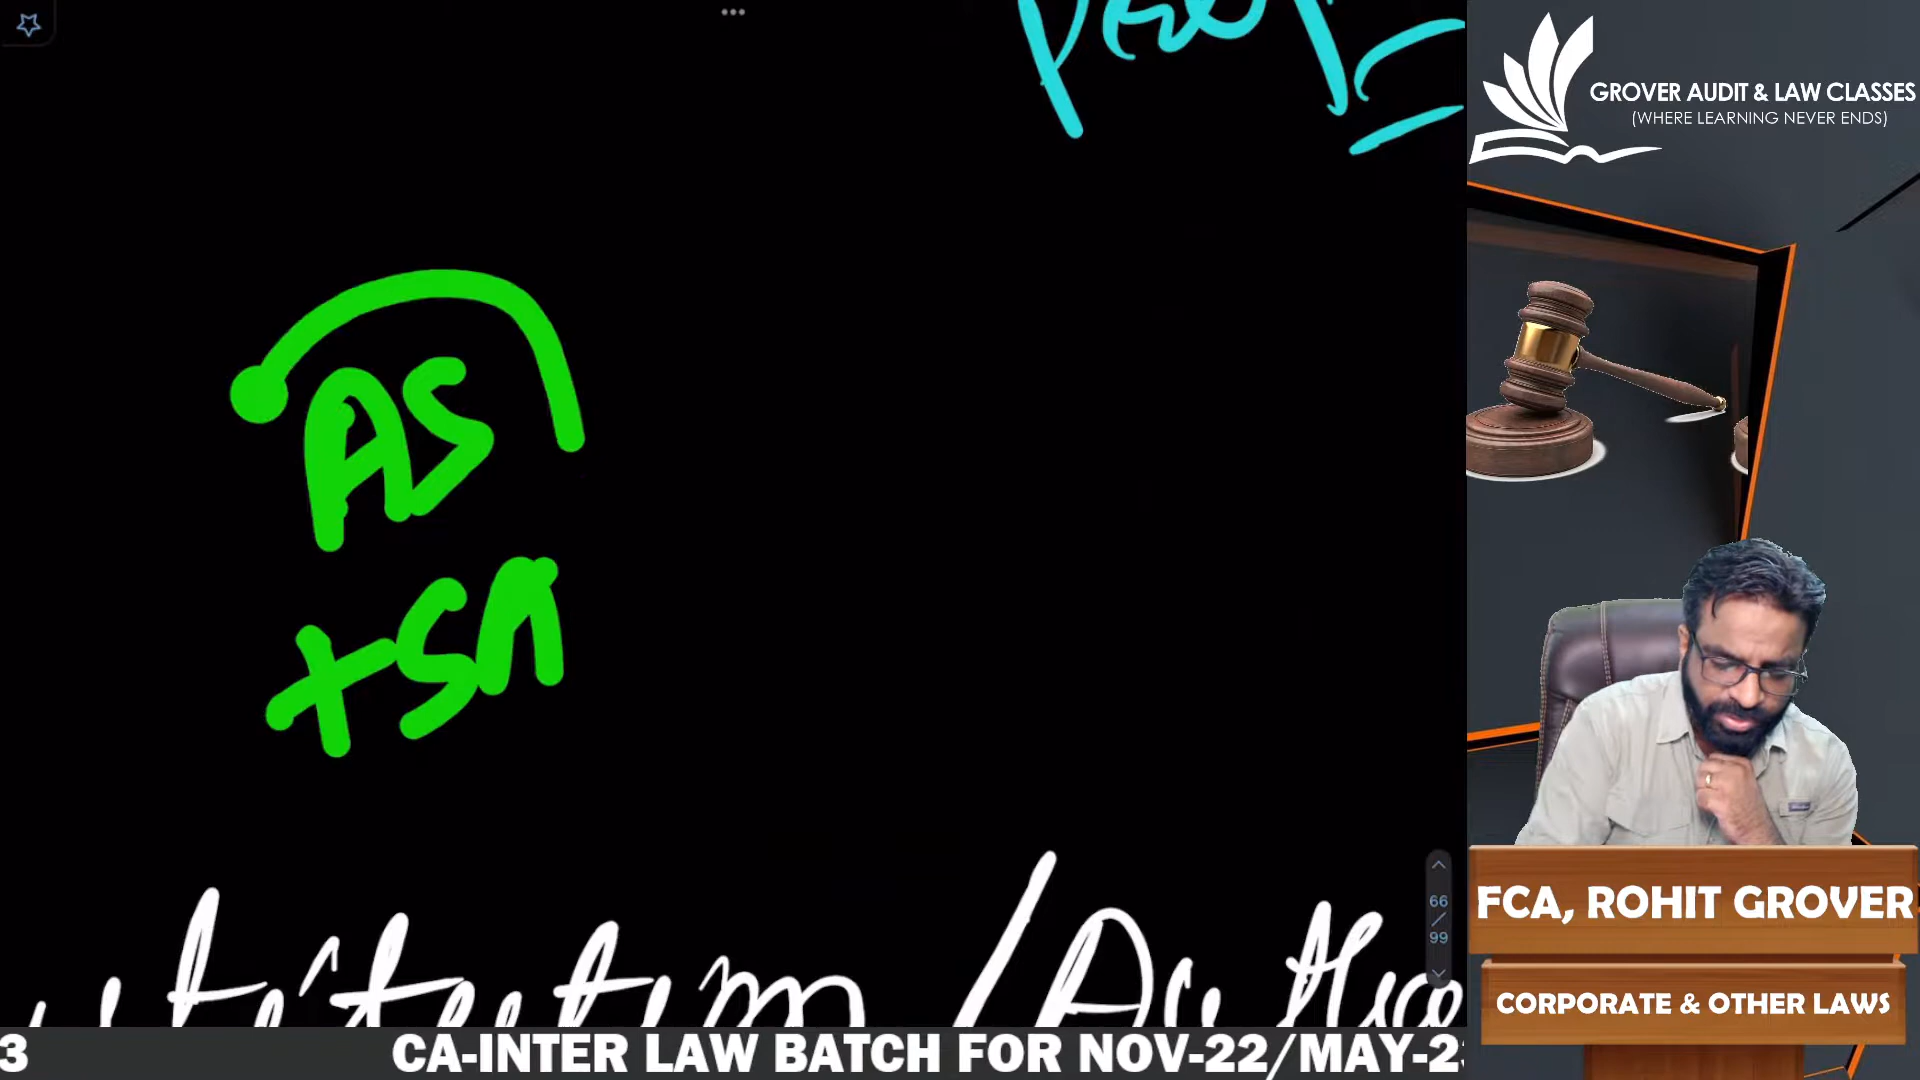 GROVER AUDIT & LAW CLASSES
(WHERE LEARNING NEVER ENDS)
AS
+SA
66
99
FCA, ROHIT GROVER
CORPORATE & OTHER LAWS
3 CA-INTER LAW BATCH FOR NOV-22/MAY-2